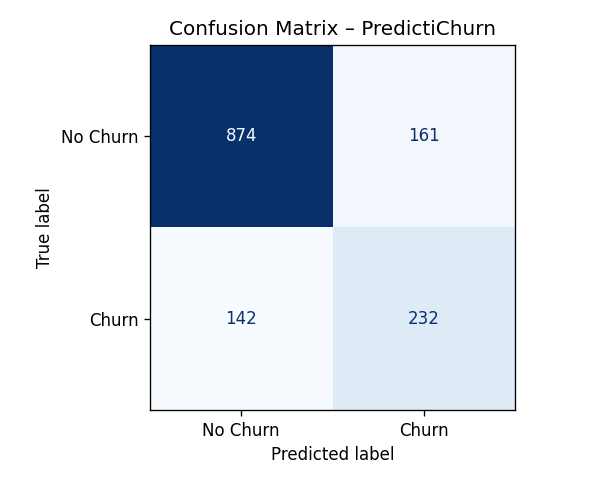 Confusion Matrix – PredictiChurn
True label
No Churn
874
161
Churn
142
232
No Churn
Churn
Predicted label